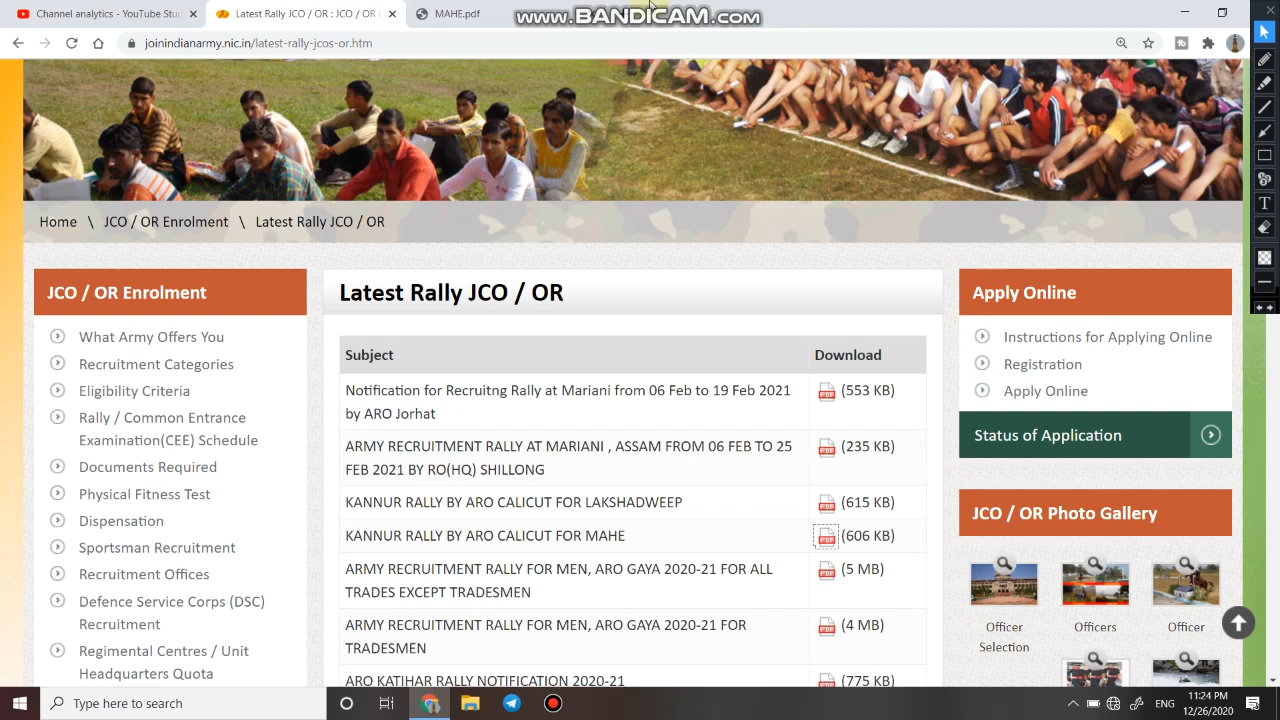 Channel analytics - YouTube Stud
Latest Rally JCO / OR : JCO / OR
MAHE.pdf
www.BANDICAM.com
joinindianarmy.nic.in/latest-rally-jcos-or.htm
Home \ JCO / OR Enrolment \ Latest Rally JCO / OR
JCO / OR Enrolment
What Army Offers You
Recruitment Categories
Eligibility Criteria
Rally / Common Entrance
Examination(CEE) Schedule
Documents Required
Physical Fitness Test
Dispensation
Sportsman Recruitment
Recruitment Offices
Defence Service Corps (DSC)
Recruitment
Regimental Centres / Unit
Headquarters Quota
Latest Rally JCO / OR
Subject Download
Notification for Recruitng Rally at Mariani from 06 Feb to 19 Feb 2021 PDF (553 KB)
by ARO Jorhat
ARMY RECRUITMENT RALLY AT MARIANI , ASSAM FROM 06 FEB TO 25 PDF (235 KB)
FEB 2021 BY RO(HQ) SHILLONG
KANNUR RALLY BY ARO CALICUT FOR LAKSHADWEEP PDF (615 KB)
KANNUR RALLY BY ARO CALICUT FOR MAHE PDF (606 KB)
ARMY RECRUITMENT RALLY FOR MEN, ARO GAYA 2020-21 FOR ALL PDF (5 MB)
TRADES EXCEPT TRADESMEN
ARMY RECRUITMENT RALLY FOR MEN, ARO GAYA 2020-21 FOR PDF (4 MB)
TRADESMEN
ARO KATIHAR RALLY NOTIFICATION 2020-21 PDF (775 KB)
Apply Online
Instructions for Applying Online
Registration
Apply Online
Status of Application
JCO / OR Photo Gallery
Officer
Selection
Officers
Officer
T
Type here to search
ENG
11:24 PM
12/26/2020